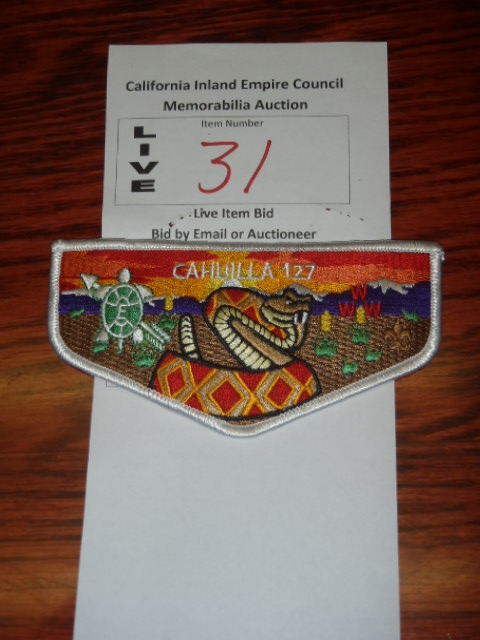 California Inland Empire Council
Memorabilia Auction
Item Number
LIVE
31
Live Item Bid
Bid by Email or Auctioneer
CAHUILLA 127
W
W W